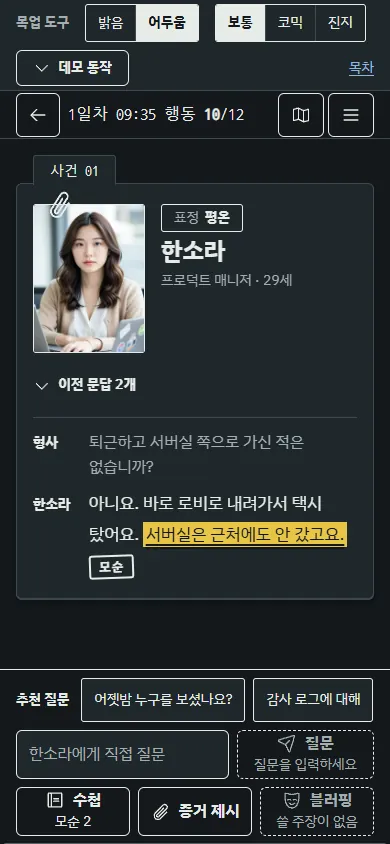 목업 도구 밝음 어두움 보통 코믹 진지
데모 동작 목차
1일차 09:35 행동 10/12
사건 01
표정 평온
한소라
프로덕트 매니저 · 29세
이전 문답 2개
형사 퇴근하고 서버실 쪽으로 가신 적은
없습니까?
한소라 아니요. 바로 로비로 내려가서 택시
탔어요. 서버실은 근처에도 안 갔고요.
모순
추천 질문 어젯밤 누구를 보셨나요? 감사 로그에 대해
한소라에게 직접 질문 질문
질문을 입력하세요
수첩 증거 제시 블러핑
모순 2 쓸 주장이 없음